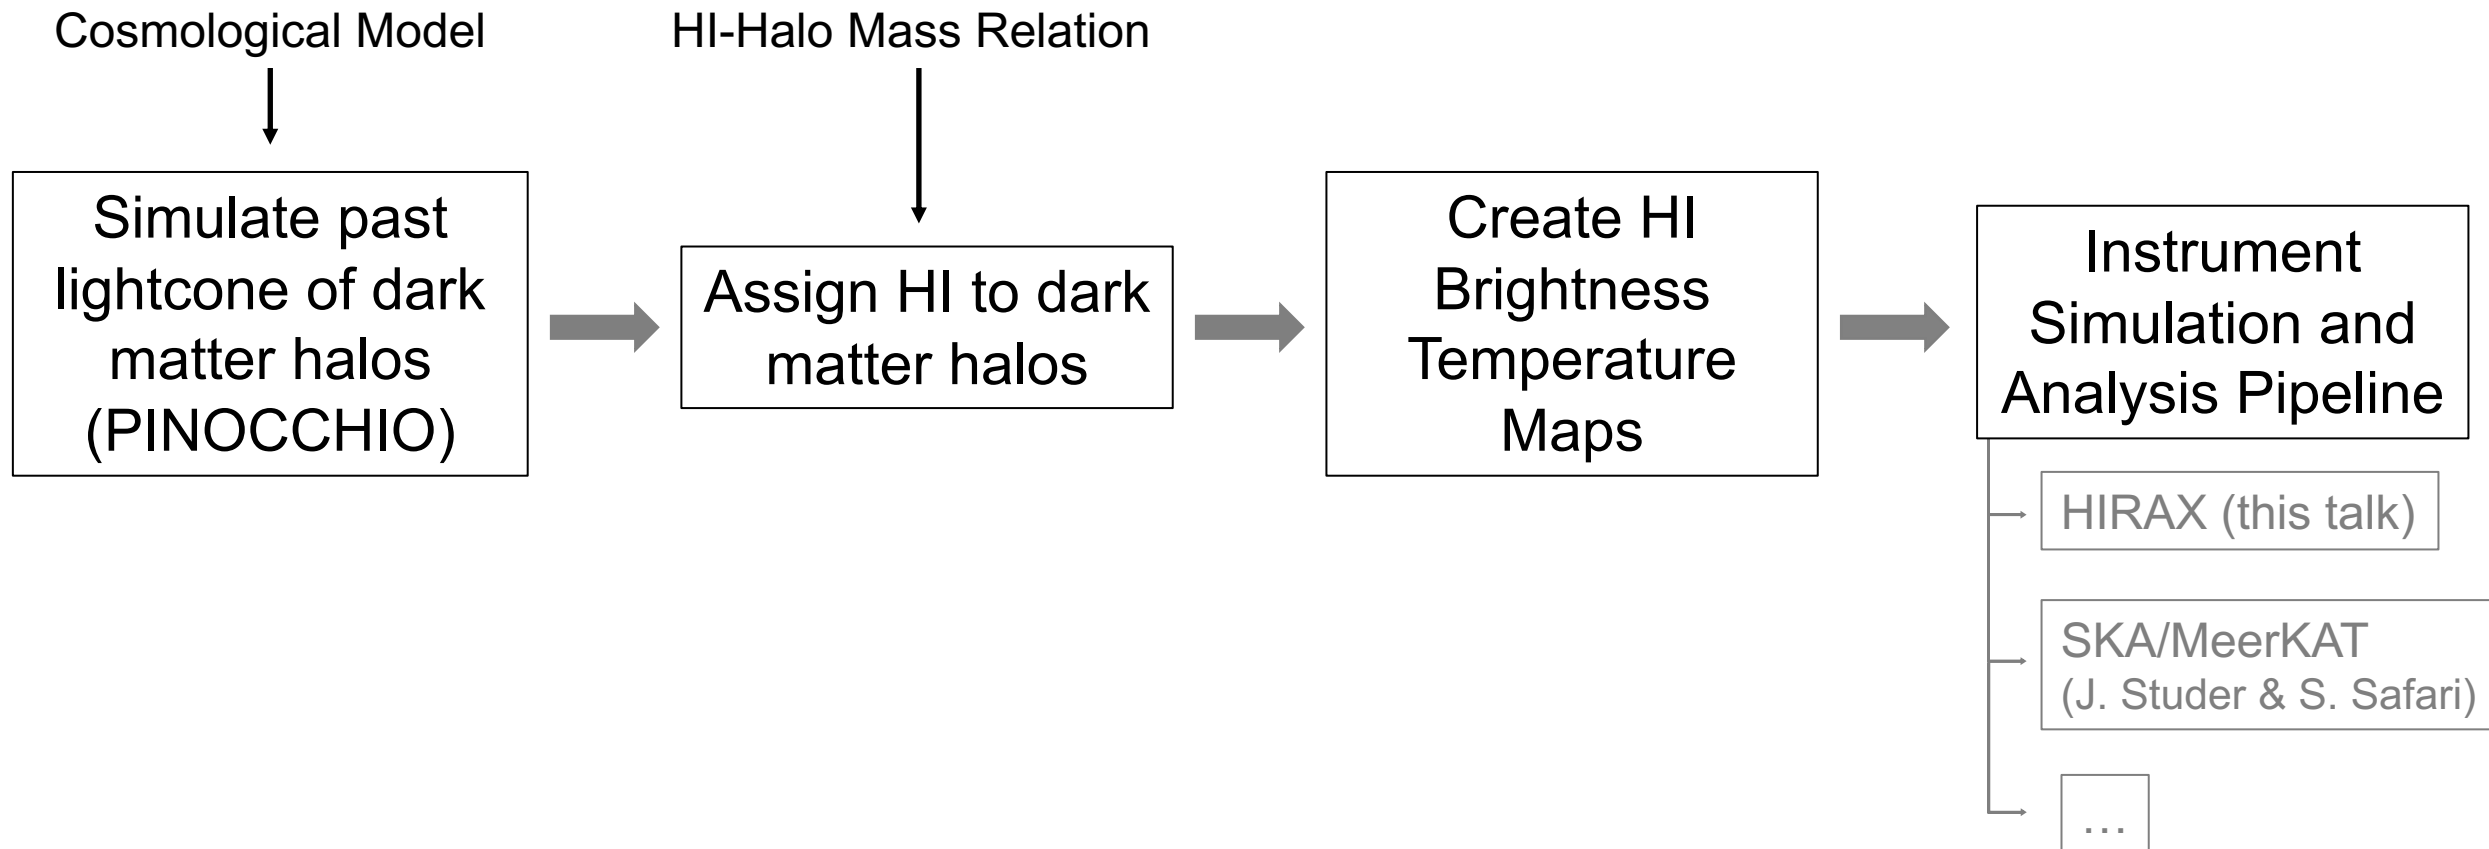 Cosmological Model
HI-Halo Mass Relation
Simulate past
lightcone of dark
matter halos
(PINOCCHIO)
Assign HI to dark
matter halos
Create HI
Brightness
Temperature
Maps
Instrument
Simulation and
Analysis Pipeline
HIRAX (this talk)
SKA/MeerKAT
(J. Studer & S. Safari)
…